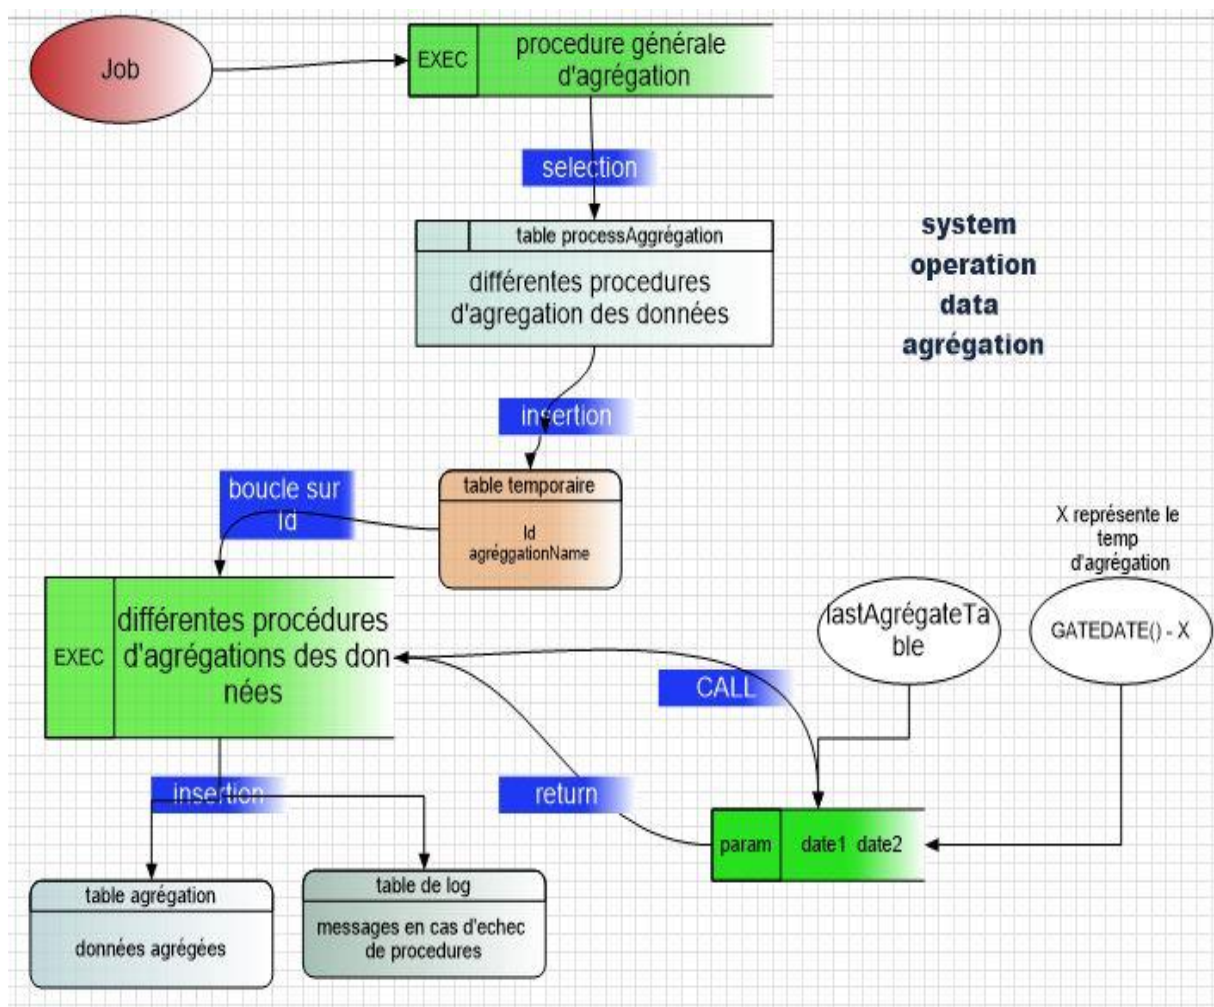 Job
EXEC
procedure générale
d'agrégation
selection
table processAggrégation
différentes procedures
d'agregation des données
system
operation
data
agrégation
insertion
table temporaire
Id
agréggationName
boucle sur
Id
X représente le
temp
d'agrégation
lastAgrégateTa
ble
GATEDATE() - X
EXEC
différentes procédures
d'agrégations des don
nées
CALL
insertion
return
param
date1 date2
table agrégation
données agrégées
table de log
messages en cas d'echec
de procedures